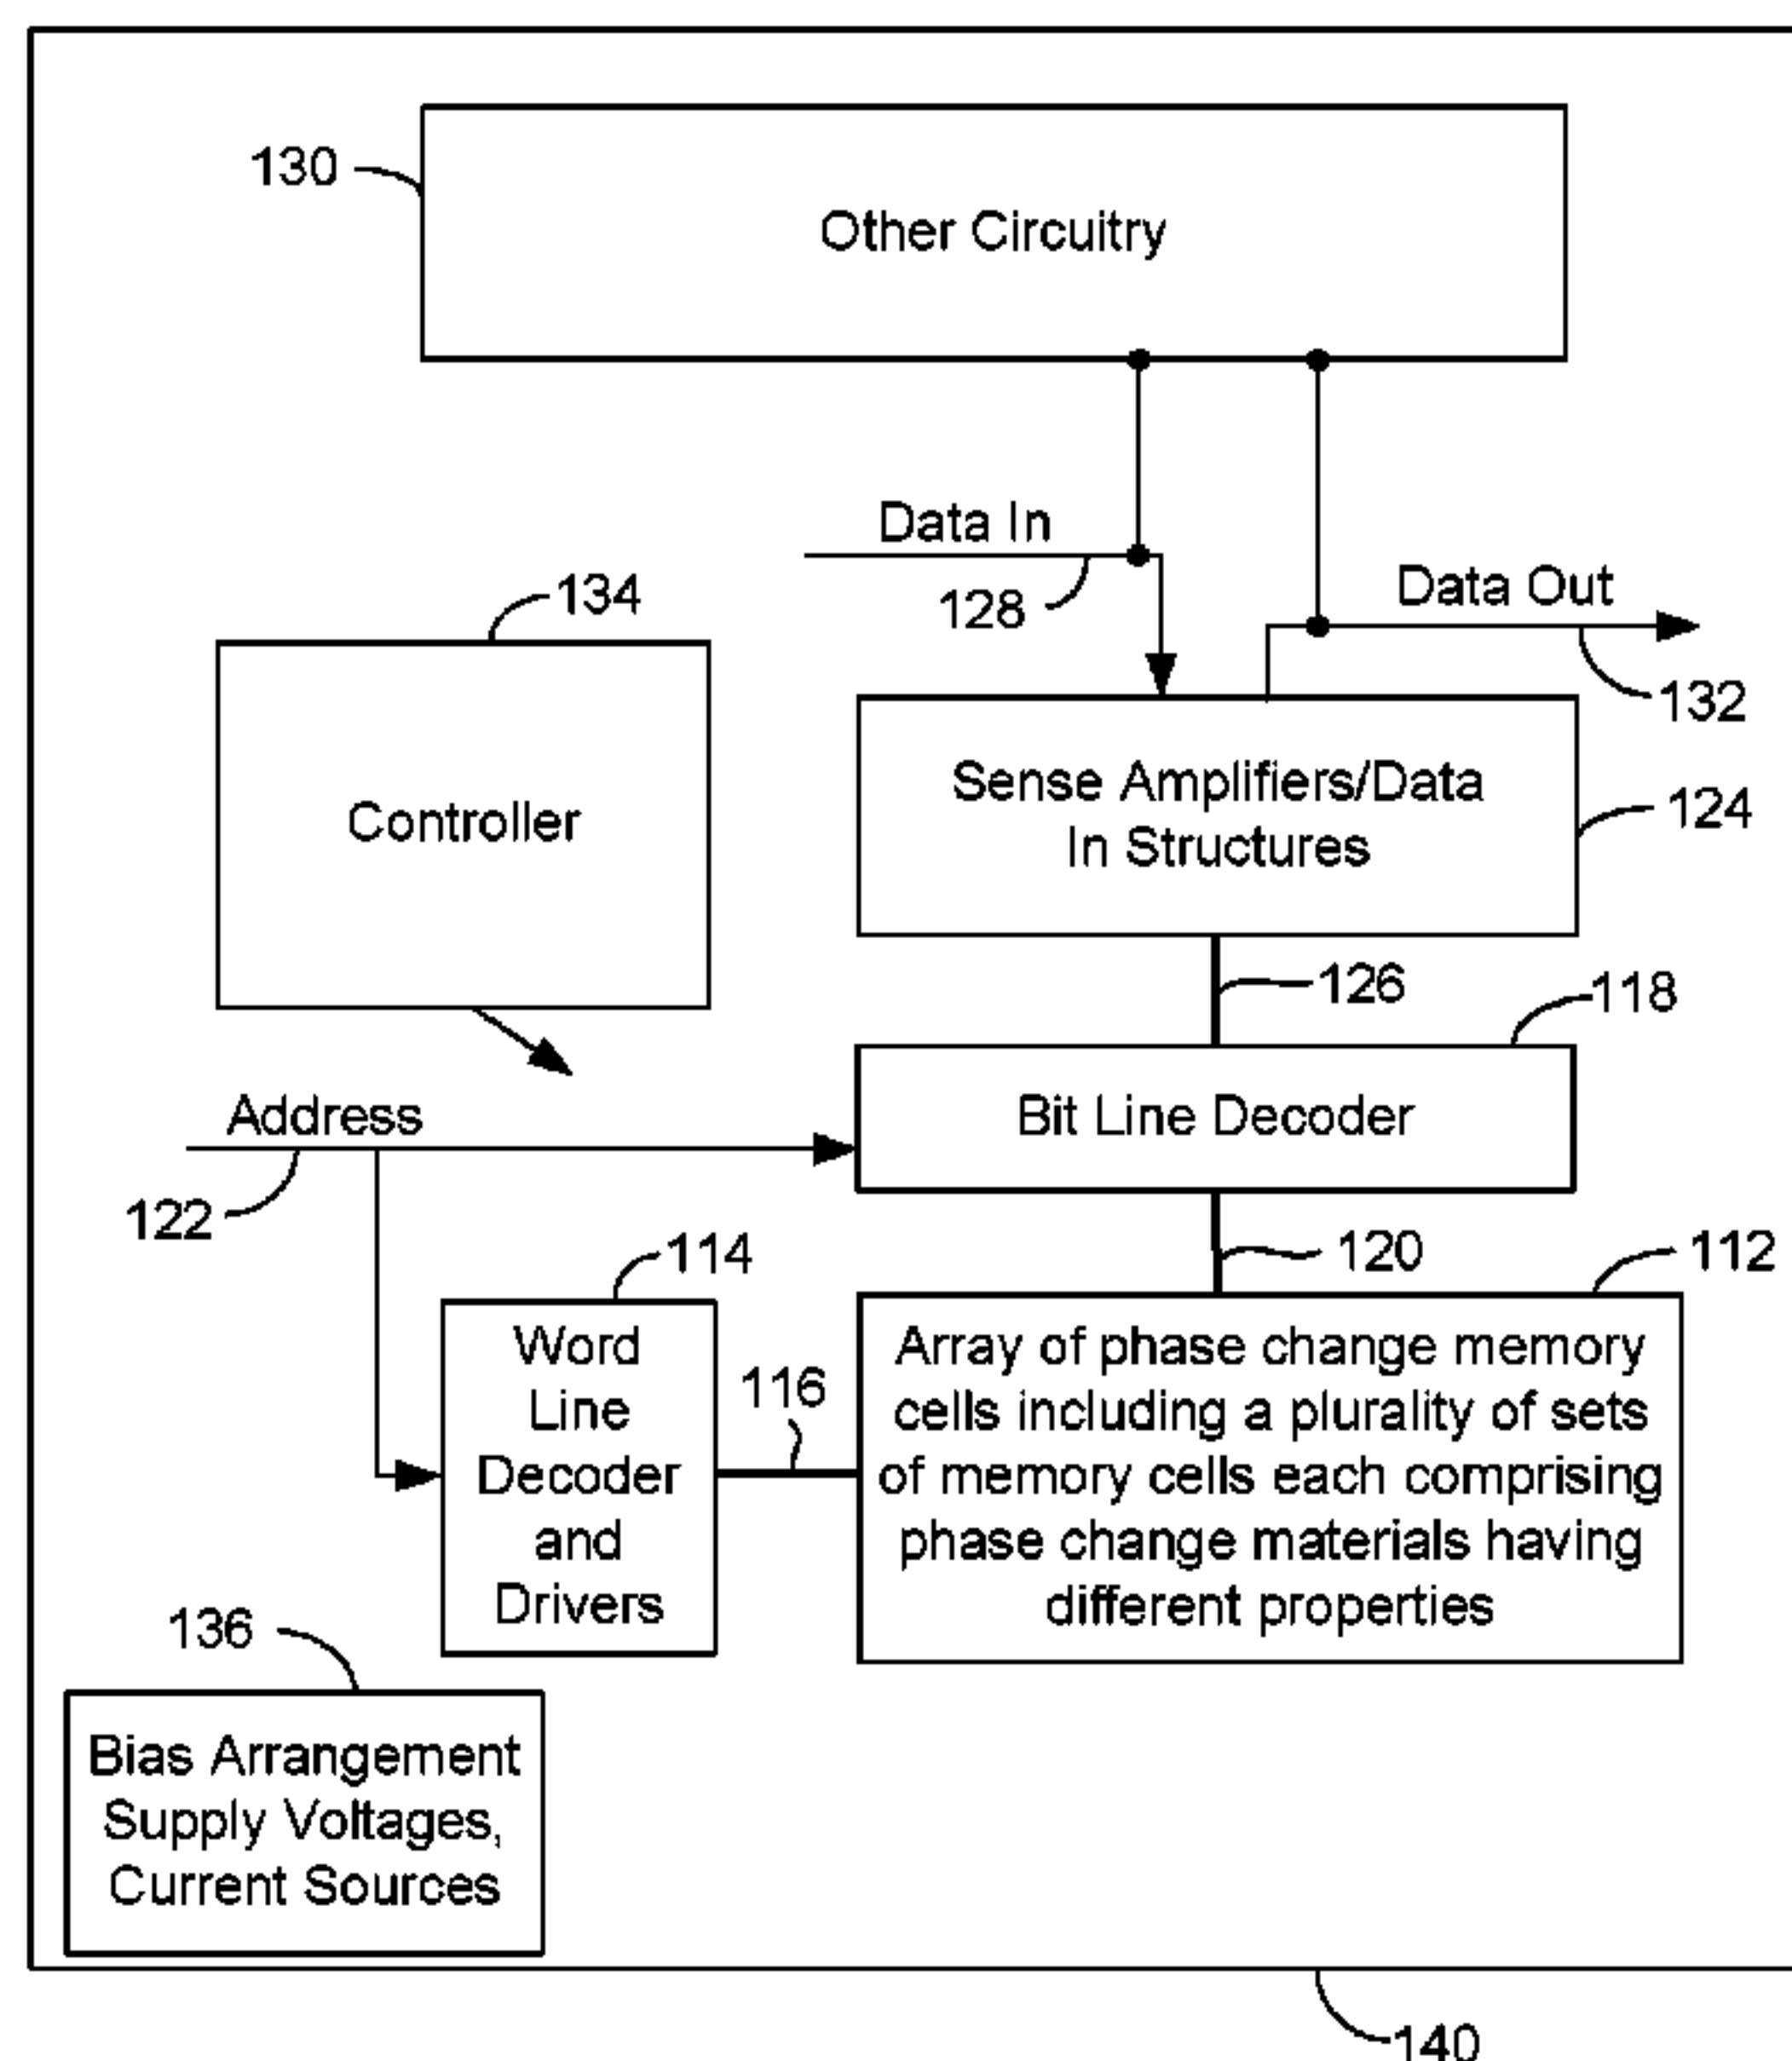 130
Other Circuitry
Data In
128
134
Data Out
132
Controller
Sense Amplifiers/Data
In Structures
124
126
118
Address
122
Bit Line Decoder
114
120
112
Word
Line
Decoder
and
Drivers
116
Array of phase change memory
cells including a plurality of sets
of memory cells each comprising
phase change materials having
different properties
136
Bias Arrangement
Supply Voltages,
Current Sources
140